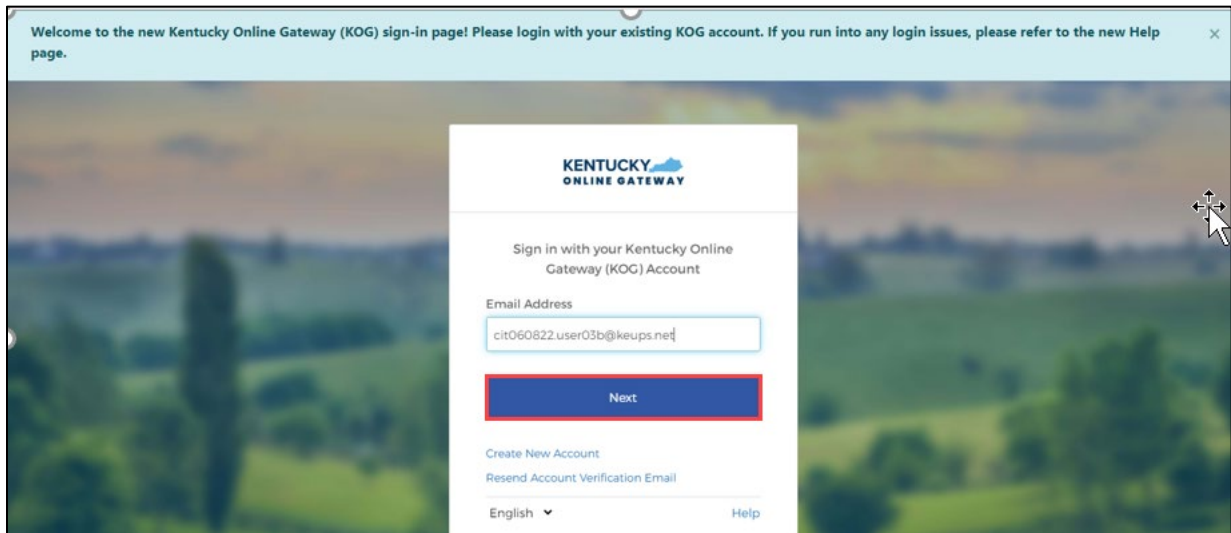 Welcome to the new Kentucky Online Gateway (KOG) sign-in page! Please login with your existing KOG account. If you run into any login issues, please refer to the new Help
page.
×
KENTUCKY
ONLINE GATEWAY
Sign in with your Kentucky Online
Gateway (KOG) Account
Email Address
cit060822.user03b@keups.net
Next
Create New Account
Resend Account Verification Email
English
Help